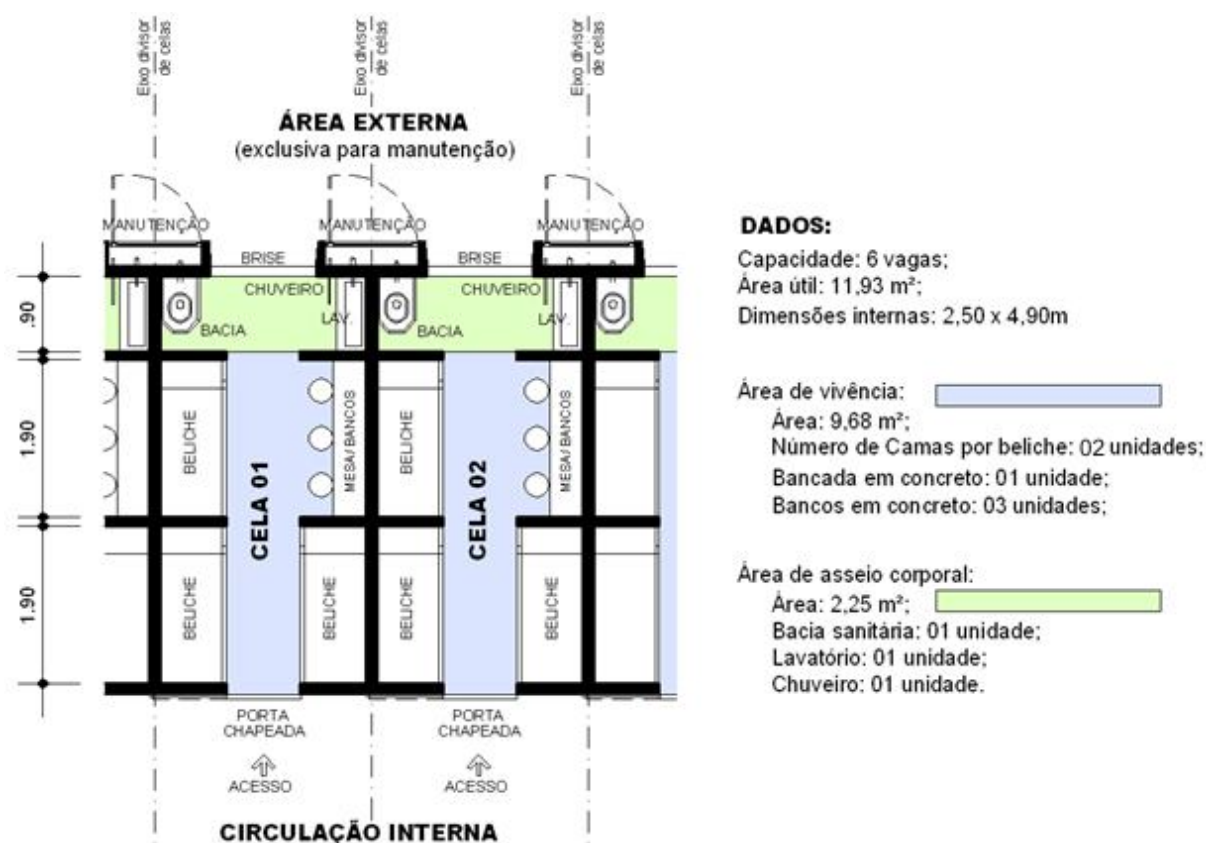 Eixo divisor
de celas
Eixo divisor
de celas
Eixo divisor
de celas
ÁREA EXTERNA
(exclusiva para manutenção)
MANUTENÇÃO
MANUTENÇÃO
MANUTENÇÃO
BRISE
BRISE
CHUVEIRO
CHUVEIRO
LAV.
LAV.
BACIA
BACIA
.90
1.90
1.90
BELICHE
CELA 01
MESA/BANCOS
BELICHE
CELA 02
MESA/BANCOS
BELICHE
BELICHE
BELICHE
BELICHE
PORTA
CHAPEADA
PORTA
CHAPEADA
ACESSO
ACESSO
CIRCULAÇÃO INTERNA
DADOS:
Capacidade: 6 vagas;
Área útil: 11,93 m²;
Dimensões internas: 2,50 x 4,90m
Área de vivência:
Área: 9,68 m²;
Número de Camas por beliche: 02 unidades;
Bancada em concreto: 01 unidade;
Bancos em concreto: 03 unidades;
Área de asseio corporal:
Área: 2,25 m²;
Bacia sanitária: 01 unidade;
Lavatório: 01 unidade;
Chuveiro: 01 unidade.